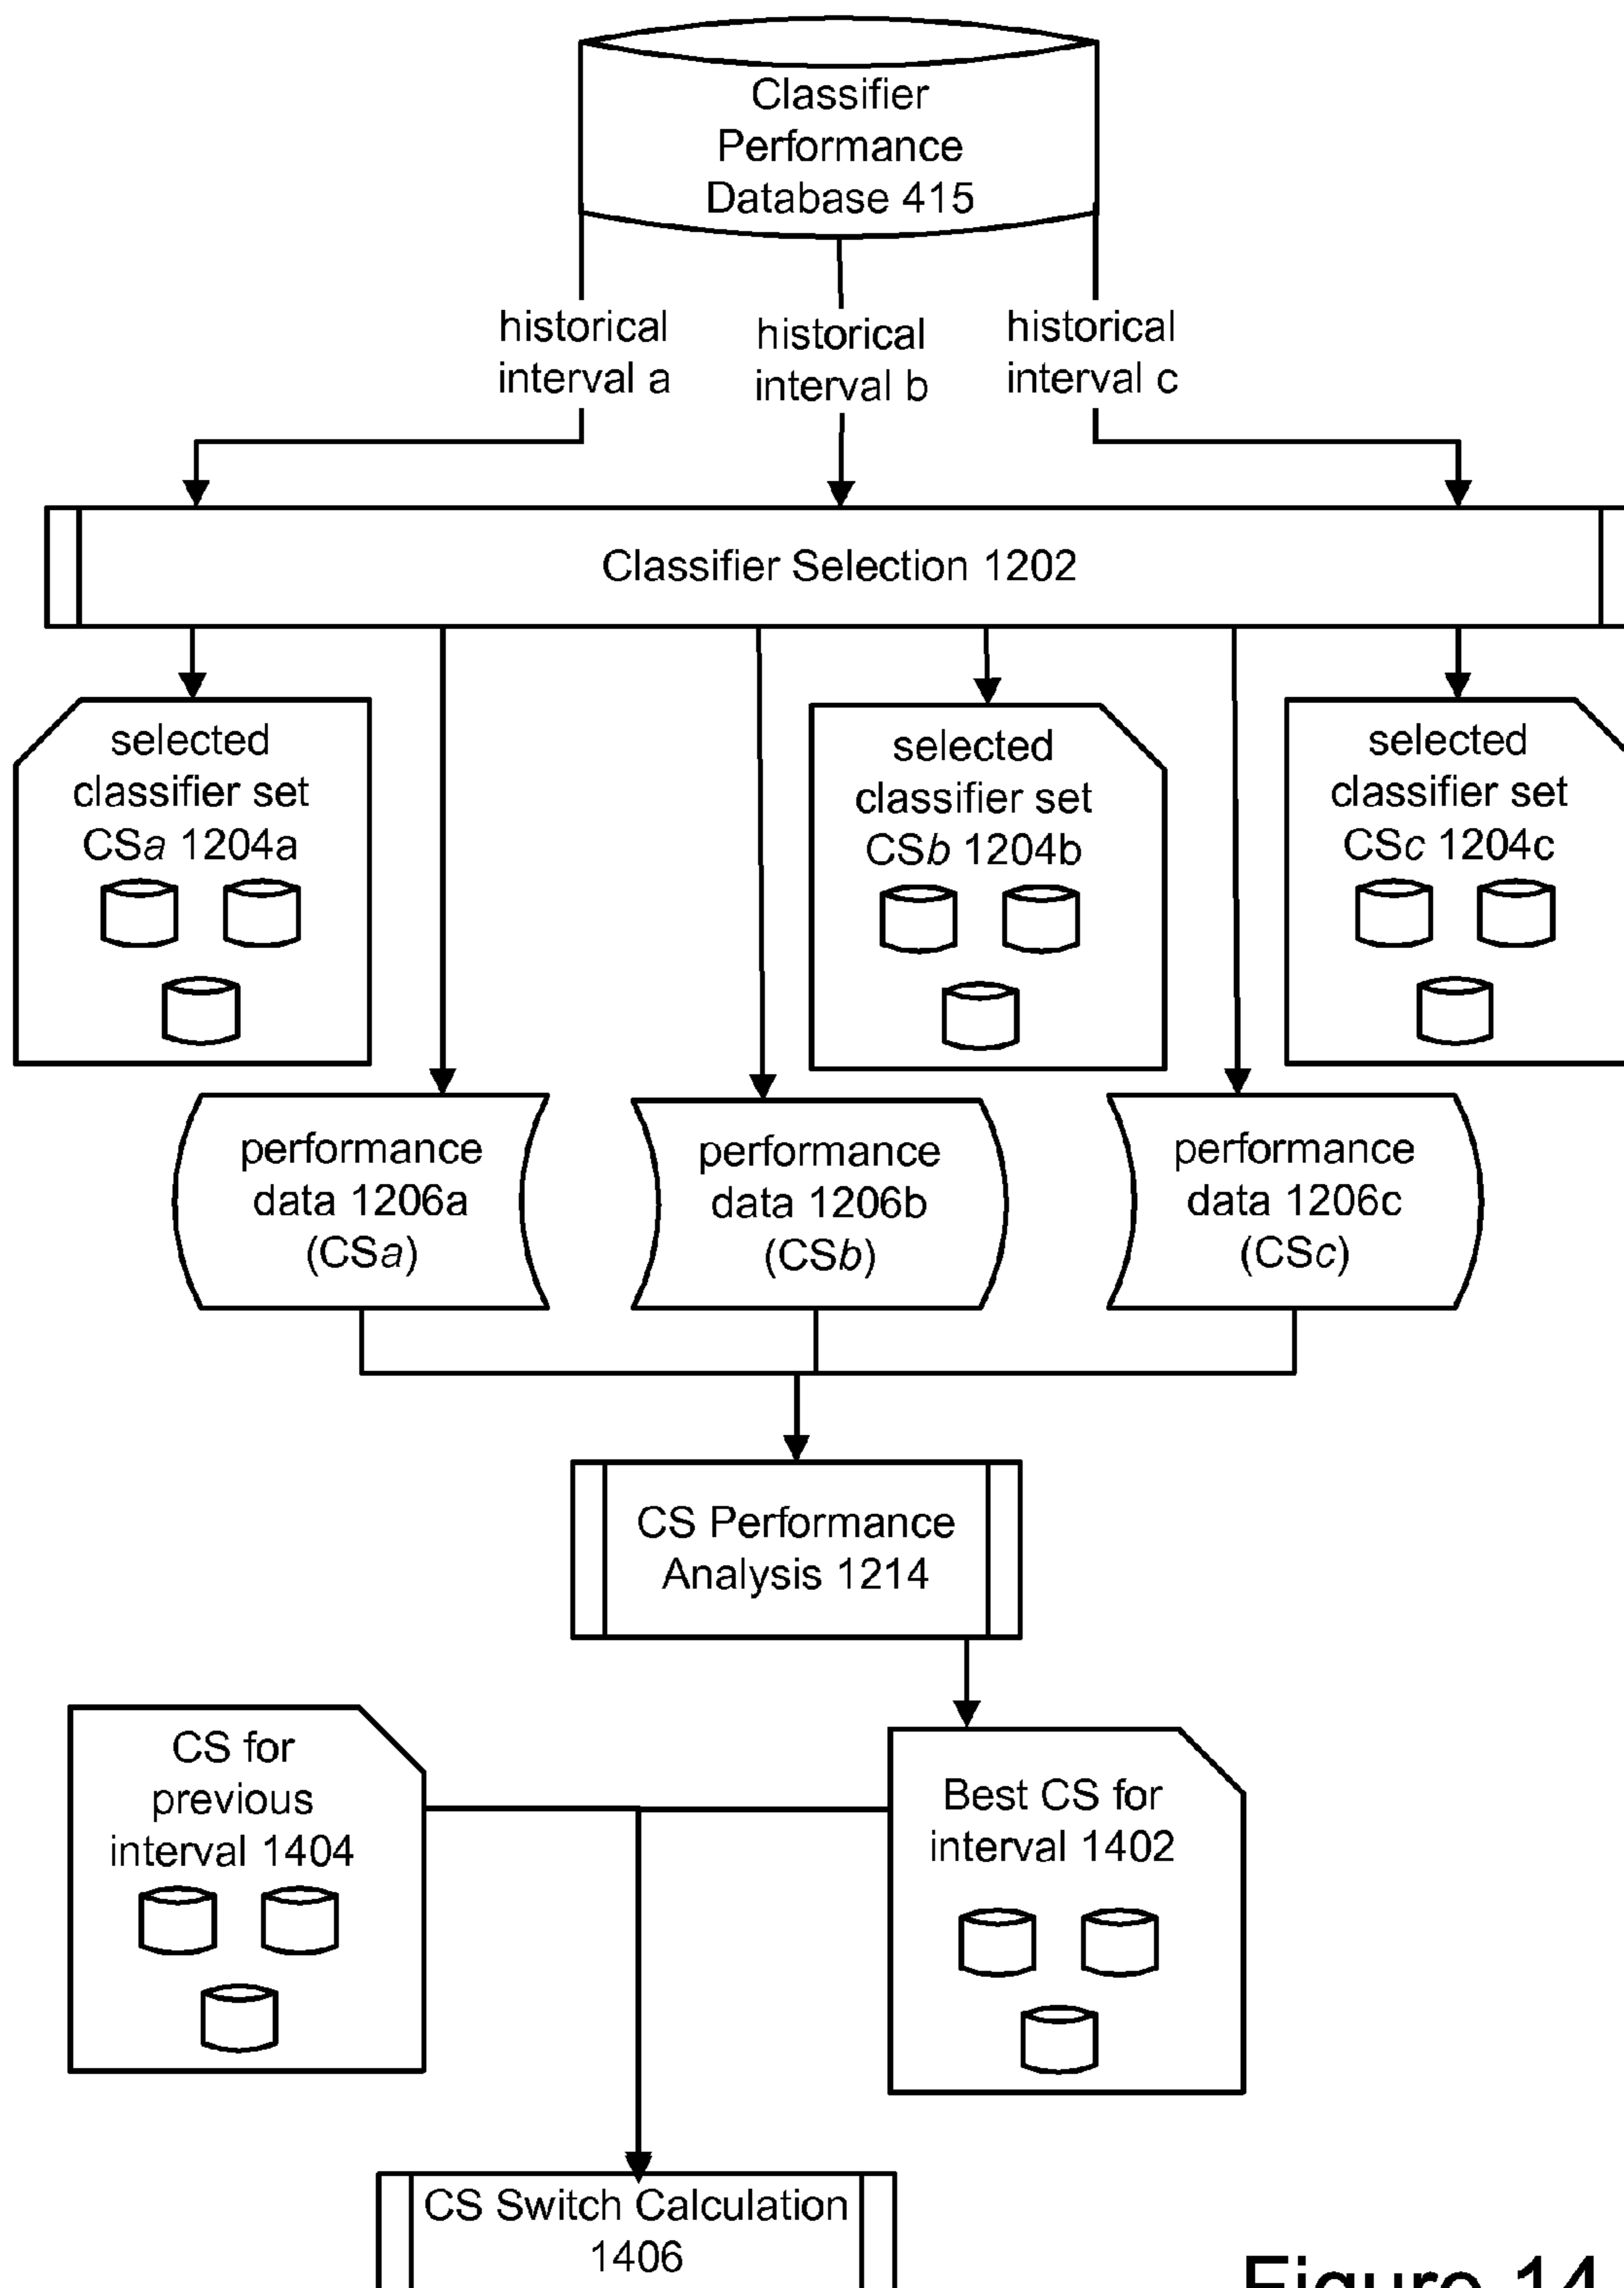 Classifier
Performance
Database 415
historical
interval a
historical
interval b
historical
interval c
Classifier Selection 1202
selected
classifier set
CSa 1204a
selected
classifier set
CSb 1204b
selected
classifier set
CSc 1204c
performance
data 1206a
(CSa)
performance
data 1206b
(CSb)
performance
data 1206c
(CSc)
CS Performance
Analysis 1214
CS for
previous
interval 1404
Best CS for
interval 1402
CS Switch Calculation
1406
Figure 14